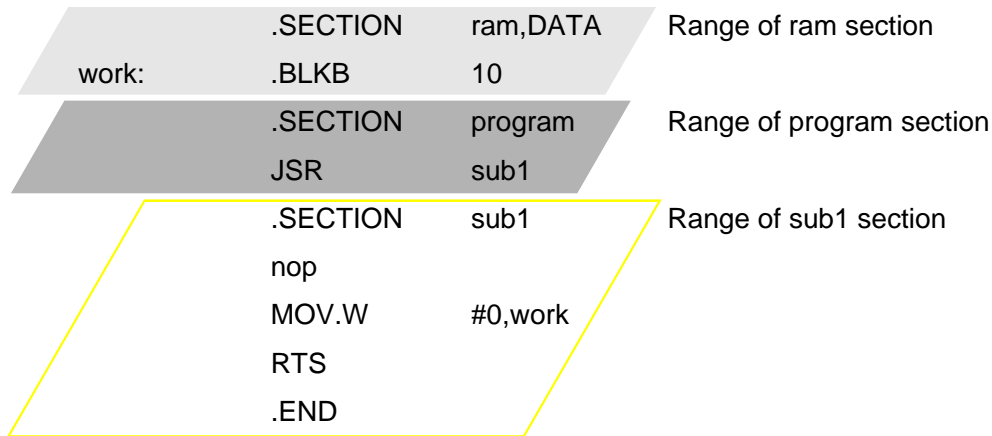 .SECTION ram,DATA Range of ram section
work: .BLKB 10
.SECTION program Range of program section
JSR sub1
.SECTION sub1 Range of sub1 section
nop
MOV.W #0,work
RTS
.END